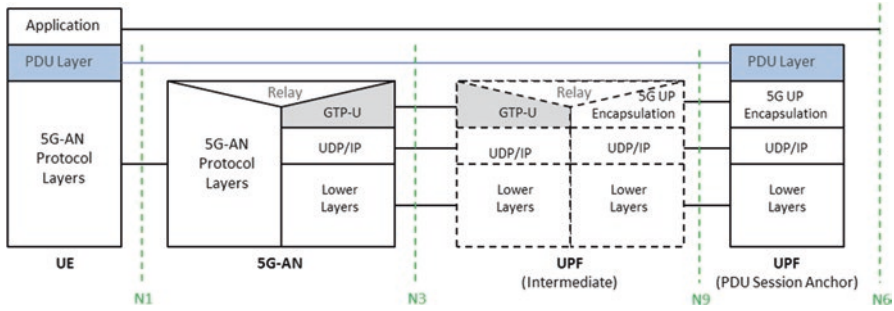 Application
PDU Layer
5G-AN
Protocol
Layers
UE
N1
Relay
5G-AN
Protocol
Layers
GTP-U
UDP/IP
Lower
Layers
5G-AN
N3
Relay
GTP-U
UDP/IP
Lower
Layers
5G UP
Encapsulation
UDP/IP
Lower
Layers
UPF
(Intermediate)
N9
PDU Layer
5G UP
Encapsulation
UDP/IP
Lower
Layers
UPF
(PDU Session Anchor)
N6